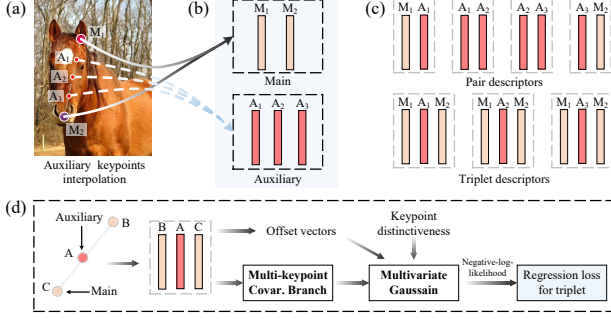 (a)
M₁
A₁
A₂
A₃
M₂
Auxiliary keypoints
interpolation
(b)
M₁ M₂
Main
A₁ A₂ A₃
Auxiliary
(c)
M₁ A₁ A₁ A₂ A₂ A₃ A₃ M₂
Pair descriptors
M₁ A₁ M₂ M₁ A₂ M₂ M₁ A₃ M₂
Triplet descriptors
(d)
Auxiliary
B
A
C
Main
B A C
Offset vectors
Multi-keypoint
Covar. Branch
Keypoint
distinctiveness
Multivariate
Gaussain
Negative-log-
likelihood
Regression loss
for triplet